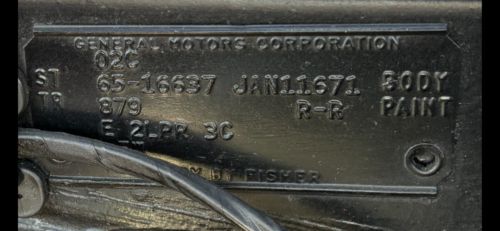 GENERAL MOTORS CORPORATION
02C
ST 65-16637 JAN11671 BODY
TR 879 R-R PAINT
E 2LPR 3C
BY FISHER